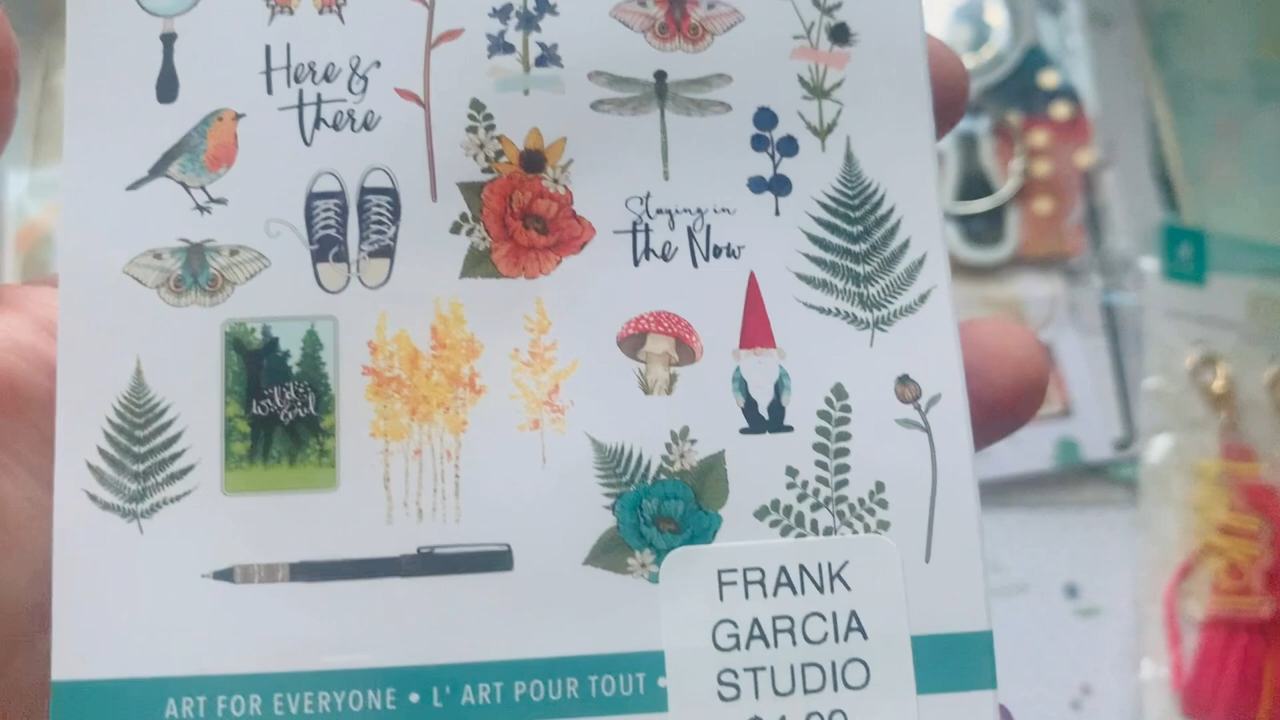 Here &
there
Staying in
the Now
wild
soul
FRANK
GARCIA
STUDIO
ART FOR EVERYONE • L' ART POUR TOUT •